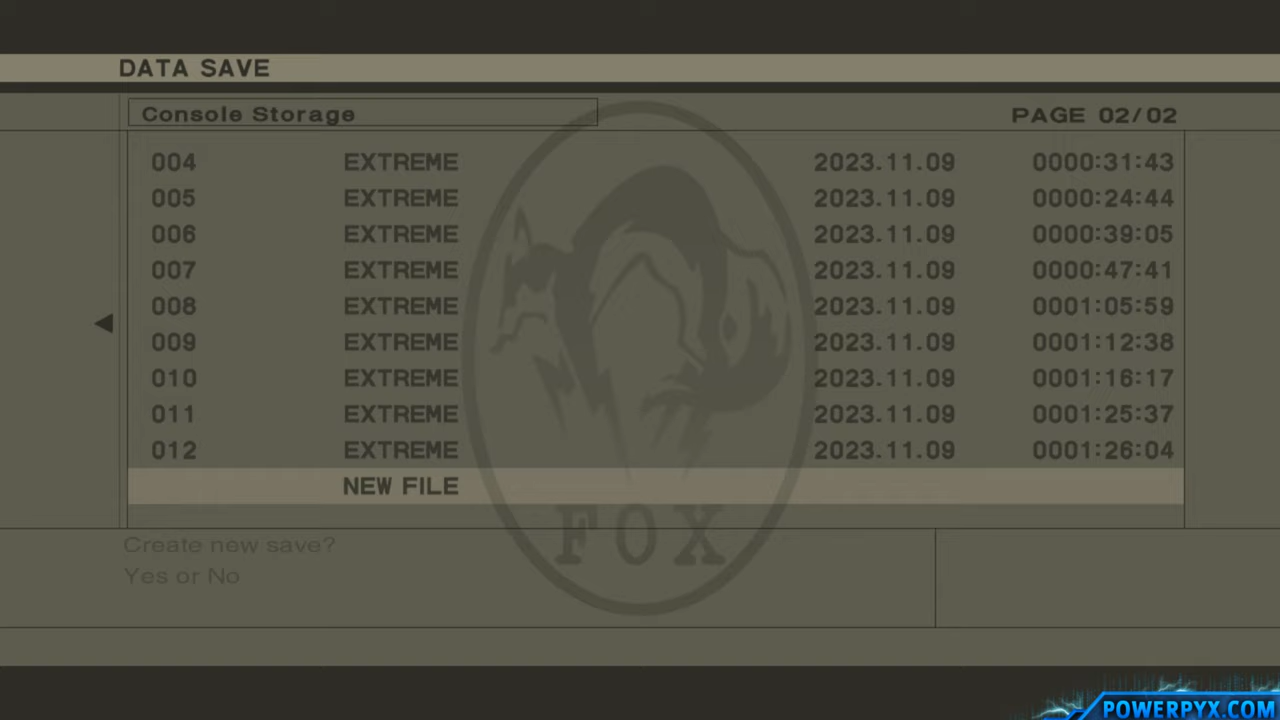 DATA SAVE
Console Storage PAGE 02/02
004 EXTREME 2023.11.09 0000:31:43
005 EXTREME 2023.11.09 0000:24:44
006 EXTREME 2023.11.09 0000:39:05
007 EXTREME 2023.11.09 0000:47:41
008 EXTREME 2023.11.09 0001:05:59
009 EXTREME 2023.11.09 0001:12:38
010 EXTREME 2023.11.09 0001:16:17
011 EXTREME 2023.11.09 0001:25:37
012 EXTREME 2023.11.09 0001:26:04
NEW FILE
FOX
Create new save?
Yes or No
POWERPYX.COM